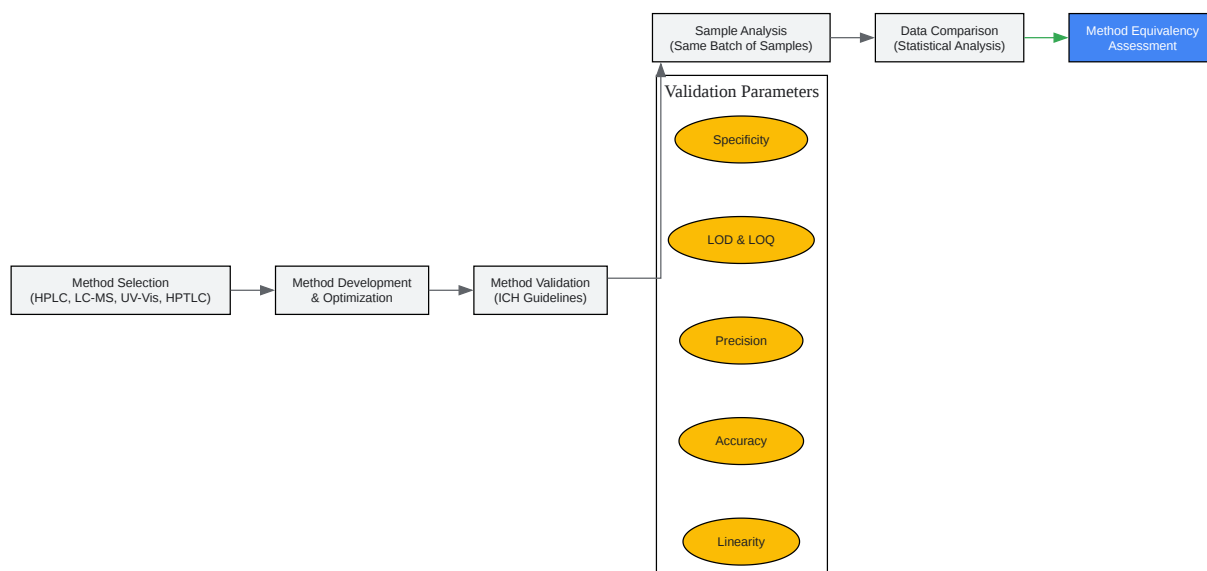 Sample Analysis
(Same Batch of Samples)
Data Comparison
(Statistical Analysis)
Method Equivalency
Assessment
Validation Parameters
Specificity
LOD & LOQ
Method Selection
(HPLC, LC-MS, UV-Vis, HPTLC)
Method Development
& Optimization
Method Validation
(ICH Guidelines)
Precision
Accuracy
Linearity